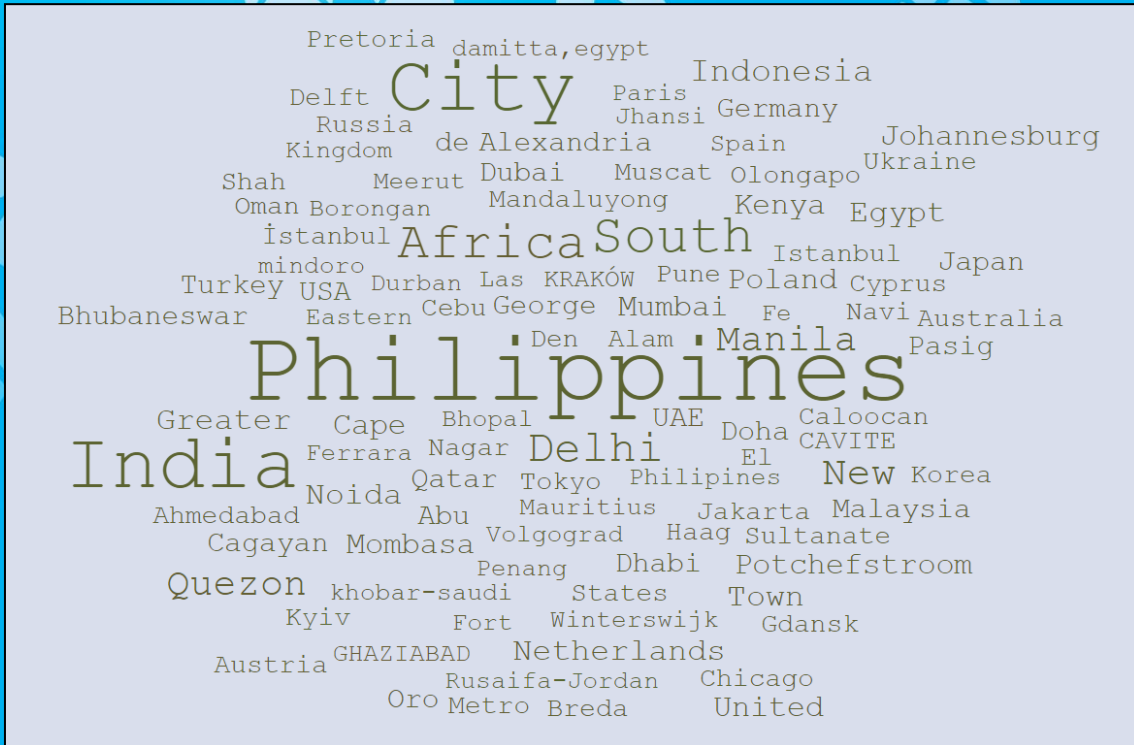 Pretoria damitta,egypt
City Indonesia
Delft Paris
Jhansi Germany
Russia
Kingdom de Alexandria Spain Johannesburg
Ukraine
Shah Meerut Dubai Muscat Olongapo
Oman Borongan Mandaluyong Kenya Egypt
İstanbul Africa South Istanbul Japan
mindoro
Turkey USA Durban Las KRAKÓW Pune Poland Cyprus
Bhubaneswar Eastern Cebu George Mumbai Fe Navi Australia
Den Alam Manila Pasig
Philippines
Greater Cape Bhopal UAE Doha Caloocan
CAVITE
India Ferrara Nagar Delhi El
Noida Qatar Tokyo Philipines New Korea
Ahmedabad Abu Mauritius Jakarta Malaysia
Cagayan Mombasa Volgograd Haag Sultanate
Penang Dhabi Potchefstroom
Quezon khobar-saudi States Town
Kyiv Fort Winterswijk Gdansk
Austria GHAZIABAD Netherlands
Rusaifa-Jordan Chicago
Oro Metro Breda United